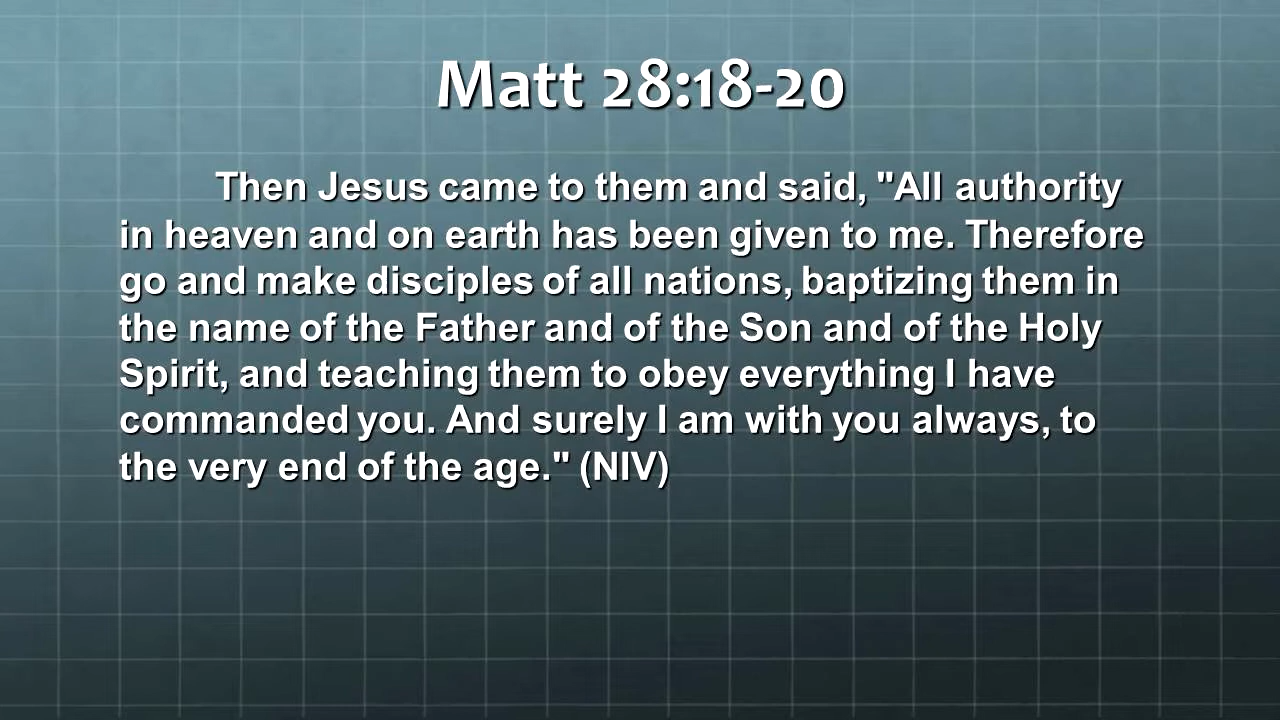 Matt 28:18-20
Then Jesus came to them and said, "All authority
in heaven and on earth has been given to me. Therefore
go and make disciples of all nations, baptizing them in
the name of the Father and of the Son and of the Holy
Spirit, and teaching them to obey everything I have
commanded you. And surely I am with you always, to
the very end of the age." (NIV)